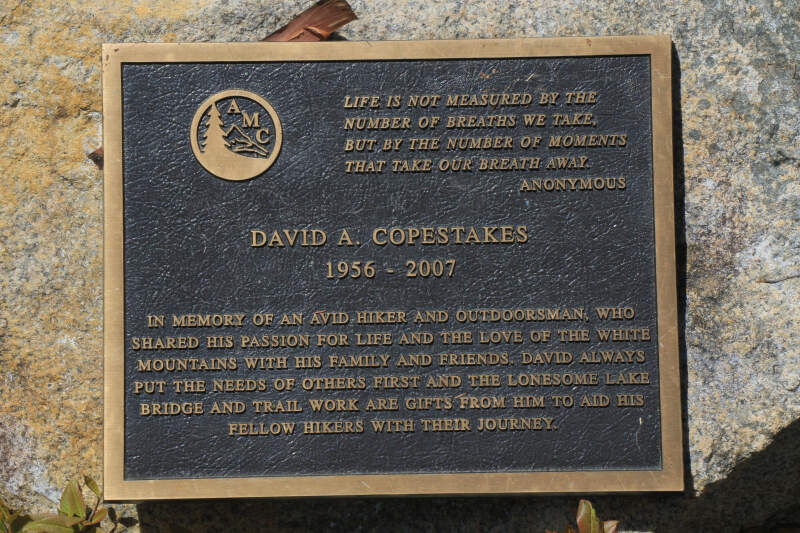 AMC
LIFE IS NOT MEASURED BY THE
NUMBER OF BREATHS WE TAKE,
BUT BY THE NUMBER OF MOMENTS
THAT TAKE OUR BREATH AWAY.
ANONYMOUS
DAVID A. COPESTAKES
1956 - 2007
IN MEMORY OF AN AVID HIKER AND OUTDOORSMAN, WHO
SHARED HIS PASSION FOR LIFE AND THE LOVE OF THE WHITE
MOUNTAINS WITH HIS FAMILY AND FRIENDS. DAVID ALWAYS
PUT THE NEEDS OF OTHERS FIRST AND THE LONESOME LAKE
BRIDGE AND TRAIL WORK ARE GIFTS FROM HIM TO AID HIS
FELLOW HIKERS WITH THEIR JOURNEY.